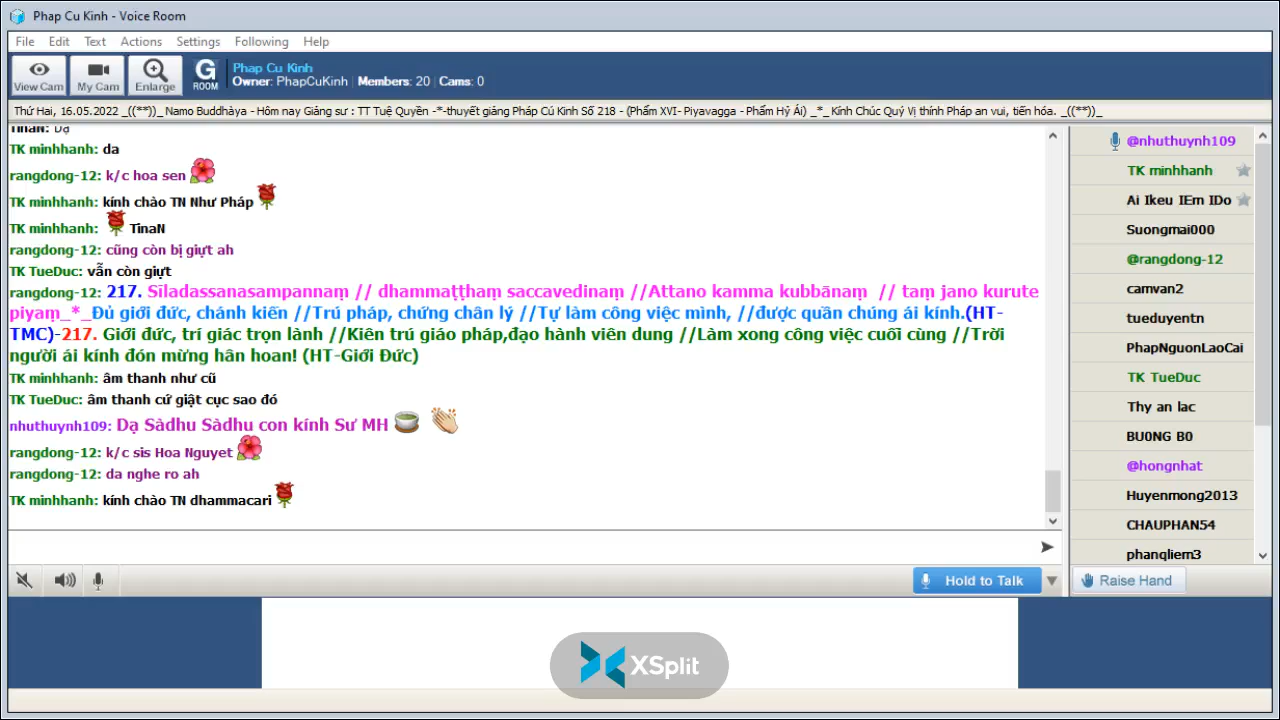 Phap Cu Kinh - Voice Room
File Edit Text Actions Settings Following Help
View Cam My Cam Enlarge G ROOM
Phap Cu Kinh
Owner: PhapCuKinh | Members: 20 | Cams: 0
Thứ Hai, 16.05.2022 _((**))_ Namo Buddhàya - Hôm nay Giảng sư : TT Tuệ Quyền -*-thuyết giảng Pháp Cú Kinh Số 218 - (Phẩm XVI- Piyavagga - Phẩm Hỷ Ái) _*_ Kính Chúc Quý Vị thính Pháp an vui, tiến hóa. _((**))_
TinaN: Dạ
TK minhhanh: da
rangdong-12: k/c hoa sen
TK minhhanh: kính chào TN Như Pháp
TK minhhanh: TinaN
rangdong-12: cũng còn bị giựt ah
TK TueDuc: vẫn còn giựt
rangdong-12: 217. Sīladassanasampannaṃ // dhammaṭṭhaṃ saccavedinaṃ //Attano kamma kubbānaṃ // taṃ jano kurute
piyaṃ_*_Đủ giới đức, chánh kiến //Trú pháp, chứng chân lý //Tự làm công việc mình, //được quần chúng ái kính.(HT-
TMC)-217. Giới đức, trí giác trọn lành //Kiên trú giáo pháp,đạo hành viên dung //Làm xong công việc cuối cùng //Trời
người ái kính đón mừng hân hoan! (HT-Giới Đức)
TK minhhanh: âm thanh như cũ
TK TueDuc: âm thanh cứ giật cục sao đó
nhuthuynh109: Dạ Sàdhu Sàdhu con kính Sư MH
rangdong-12: k/c sis Hoa Nguyet
rangdong-12: da nghe ro ah
TK minhhanh: kính chào TN dhammacari
@nhuthuynh109
TK minhhanh
Ai Ikeu IEm IDo
Suongmai000
@rangdong-12
camvan2
tueduyentn
PhapNguonLaoCai
TK TueDuc
Thy an lac
BU0NG B0
@hongnhat
Huyenmong2013
CHAUPHAN54
phanqliem3
Hold to Talk
Raise Hand
XSplit